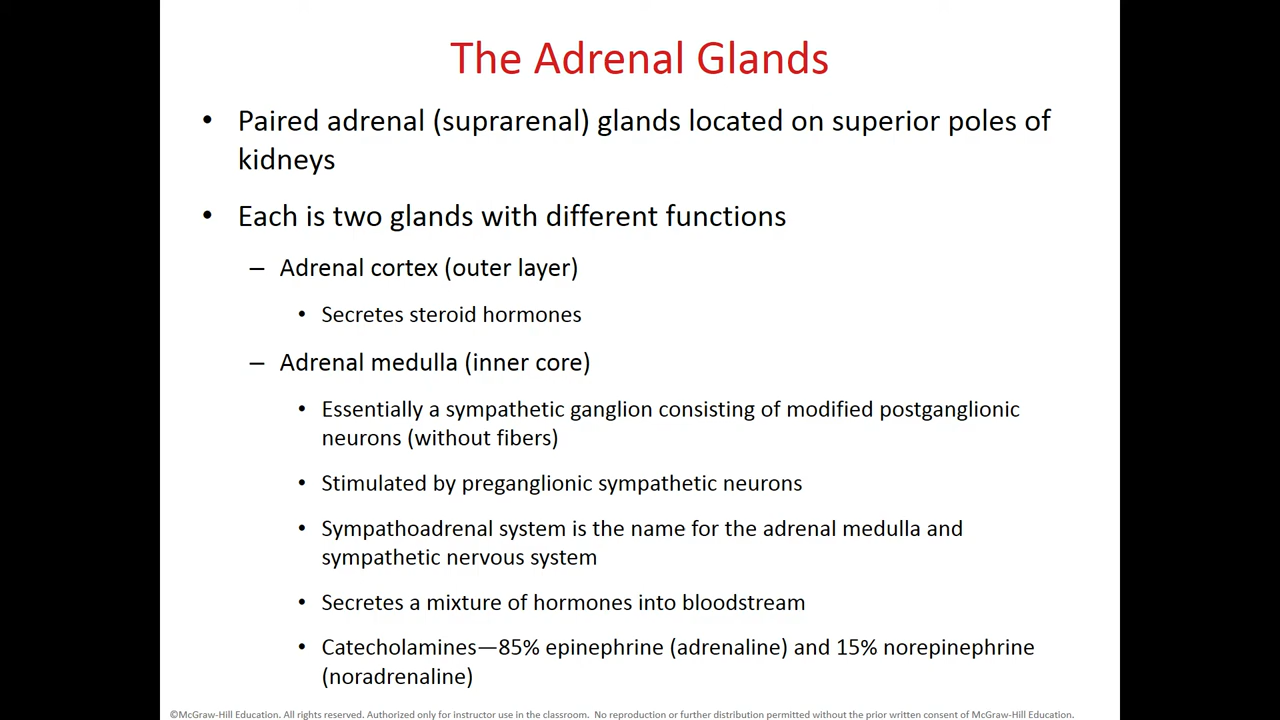 The Adrenal Glands
• Paired adrenal (suprarenal) glands located on superior poles of
kidneys
• Each is two glands with different functions
– Adrenal cortex (outer layer)
• Secretes steroid hormones
– Adrenal medulla (inner core)
• Essentially a sympathetic ganglion consisting of modified postganglionic
neurons (without fibers)
• Stimulated by preganglionic sympathetic neurons
• Sympathoadrenal system is the name for the adrenal medulla and
sympathetic nervous system
• Secretes a mixture of hormones into bloodstream
• Catecholamines—85% epinephrine (adrenaline) and 15% norepinephrine
(noradrenaline)
©McGraw-Hill Education. All rights reserved. Authorized only for instructor use in the classroom. No reproduction or further distribution permitted without the prior written consent of McGraw-Hill Education.